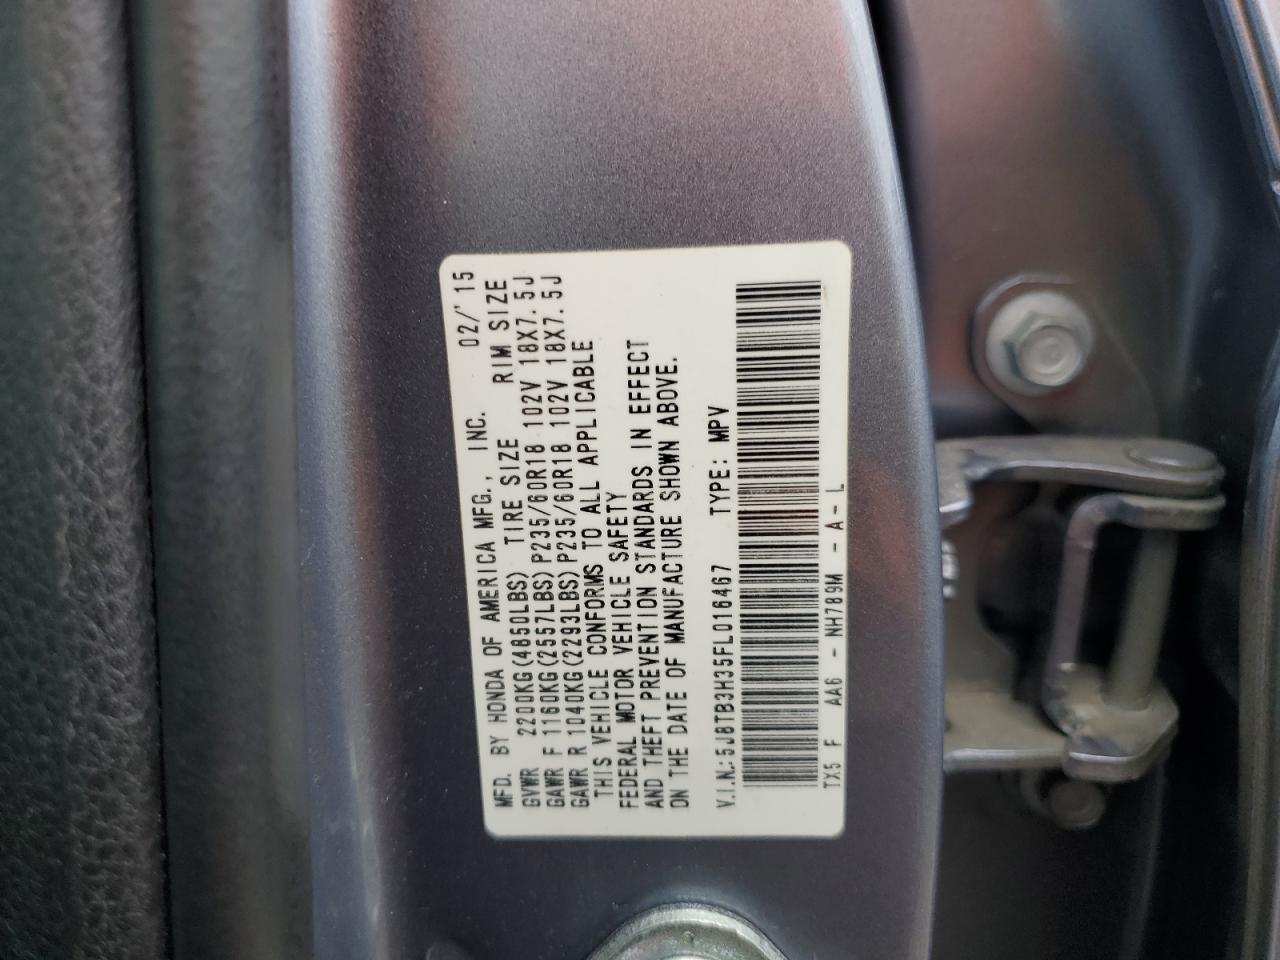 MFD. BY HONDA OF AMERICA MFG., INC. 02/'15
GVWR 2200KG(4850LBS) TIRE SIZE RIM SIZE
GAWR F 1160KG(2557LBS)P235/60R18 102V 18X7.5J
GAWR R 1040KG(2293LBS)P235/60R18 102V 18X7.5J
THIS VEHICLE CONFORMS TO ALL APPLICABLE
FEDERAL MOTOR VEHICLE SAFETY
AND THEFT PREVENTION STANDARDS IN EFFECT
ON THE DATE OF MANUFACTURE SHOWN ABOVE.
V.I.N.:5J8TB3H35FL016467 TYPE: MPV
TX5 F AA6 - NH789M - A- L